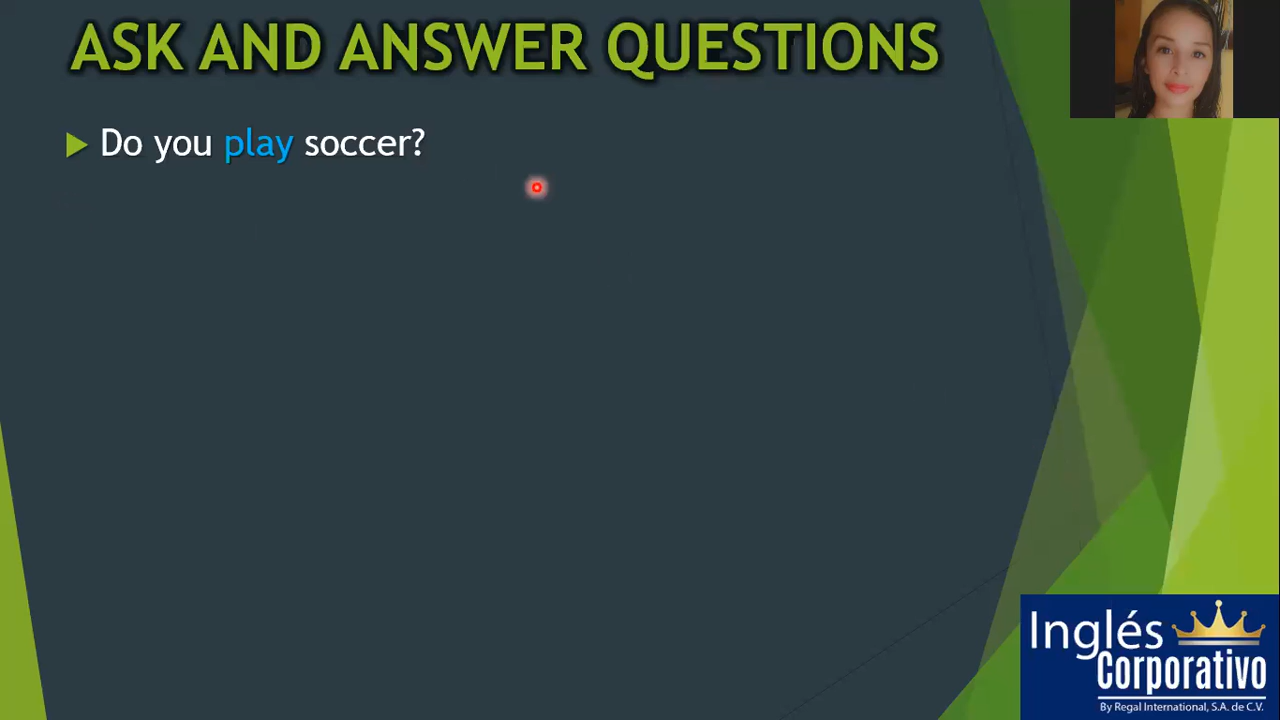 ASK AND ANSWER QUESTIONS
Do you play soccer?
Inglés
Corporativo
By Regal International, S.A. de C.V.